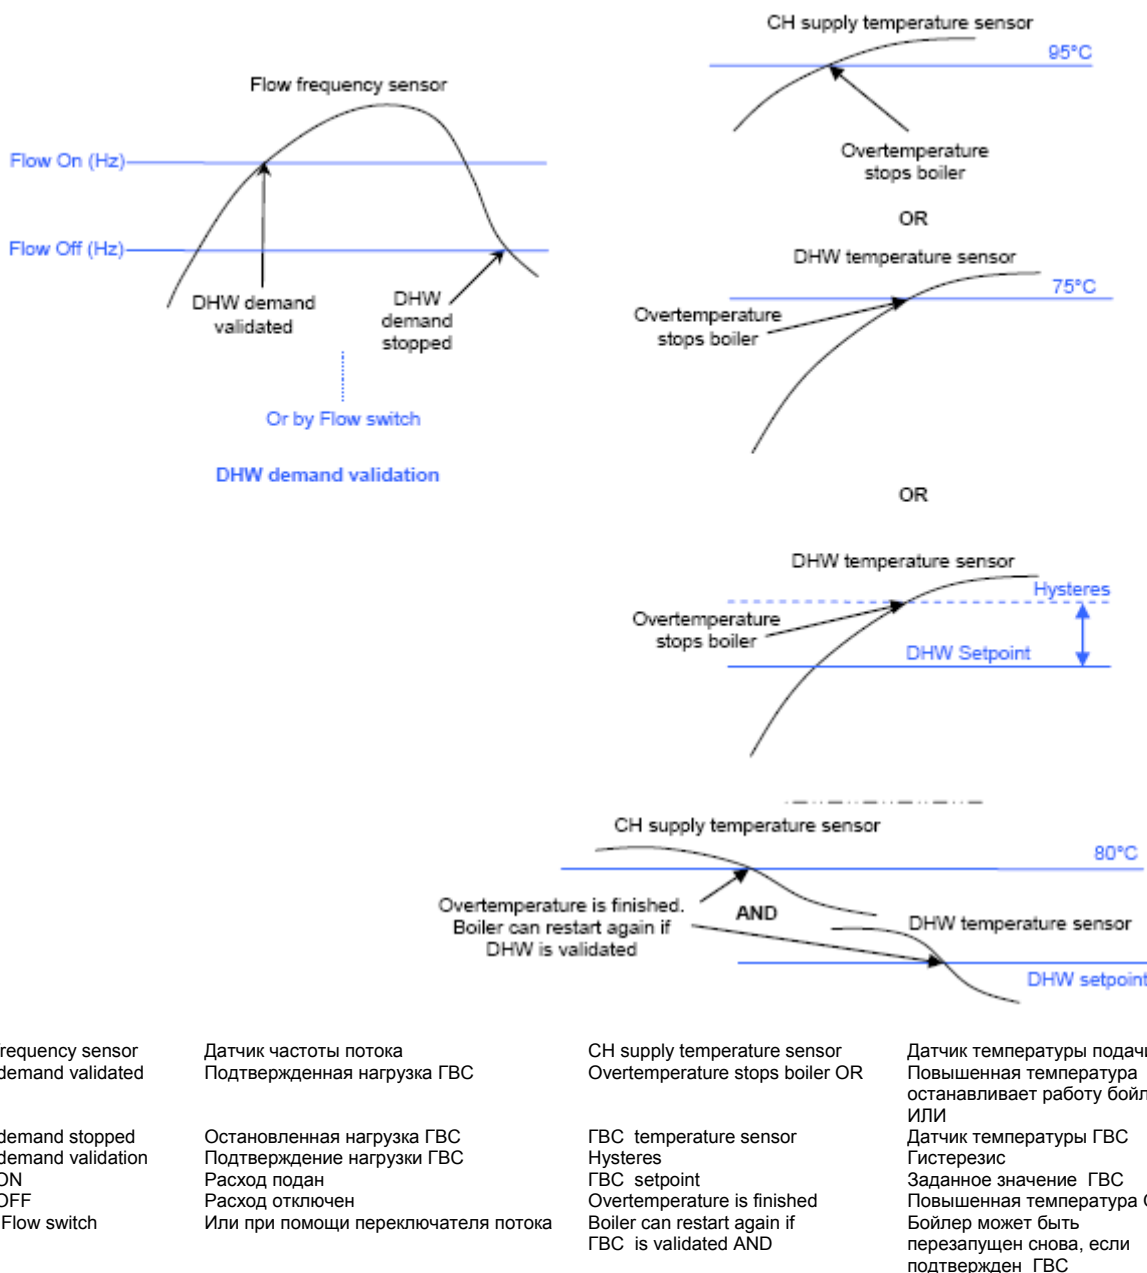 CH supply temperature sensor
95°C
Flow frequency sensor
Flow On (Hz)
Overtemperature
stops boiler
OR
Flow Off (Hz)
DHW temperature sensor
75°C
DHW demand
validated
DHW
demand
stopped
Overtemperature
stops boiler
Or by Flow switch
DHW demand validation
OR
DHW temperature sensor
Hysteres
Overtemperature
stops boiler
DHW Setpoint
CH supply temperature sensor
80°C
Overtemperature is finished.
Boiler can restart again if
DHW is validated
AND
DHW temperature sensor
DHW setpoint
frequency sensor Датчик частоты потока CH supply temperature sensor Датчик температуры подачи
demand validated Подтвержденная нагрузка ГВС Overtemperature stops boiler OR Повышенная температура
останавливает работу
ИЛИ
demand stopped Остановленная нагрузка ГВС ГВС temperature sensor Датчик температуры ГВС
demand validation Подтверждение нагрузки ГВС Hysteres Гистерезис
ON Расход подан ГВС setpoint Заданное значение ГВС
OFF Расход отключен Overtemperature is finished Повышенная температура
Flow switch Или при помощи переключателя потока Boiler can restart again if Бойлер может быть
ГВС is validated AND перезапущен снова, если
подтвержден ГВС